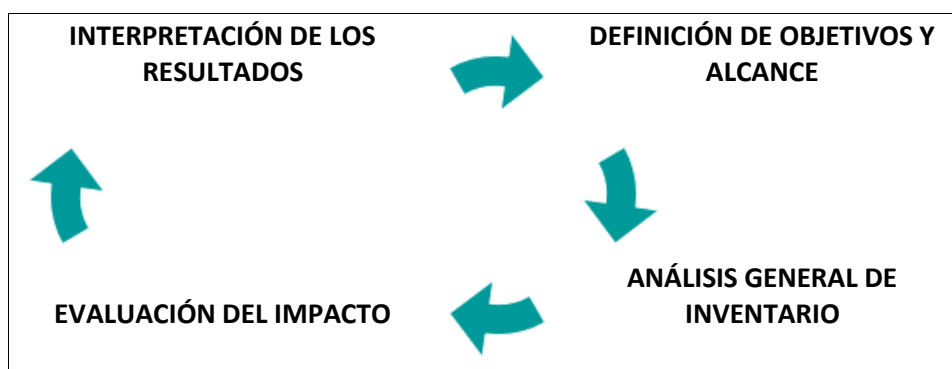 INTERPRETACIÓN DE LOS
RESULTADOS
DEFINICIÓN DE OBJETIVOS Y
ALCANCE
EVALUACIÓN DEL IMPACTO
ANÁLISIS GENERAL DE
INVENTARIO